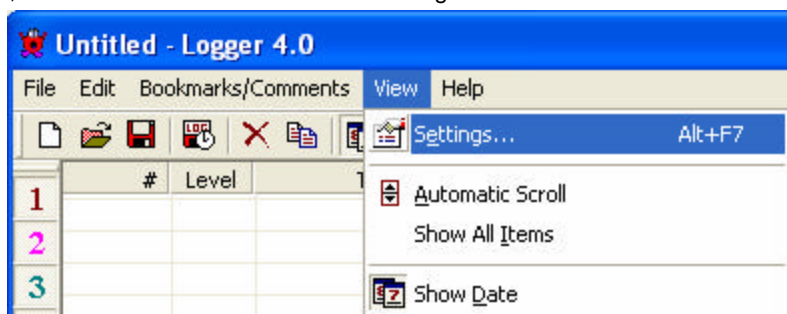 Untitled - Logger 4.0
File Edit Bookmarks/Comments View Help
Settings... Alt+F7
# Level
Automatic Scroll
Show All Items
Show Date
1
2
3